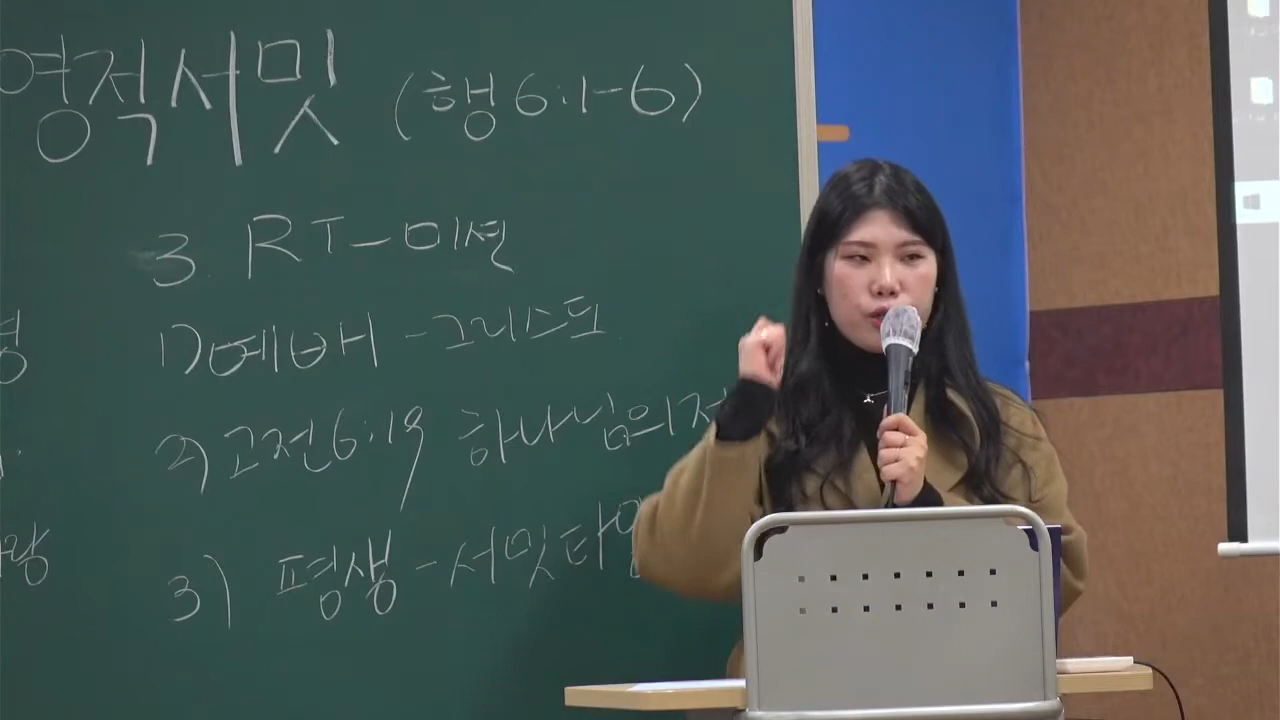 영적서밋 (행 6:1-6)
3. RT-미션
1) 예배 - 그리스도
2) 고전6:19 하나님의
3) 평생 - 서밋타임